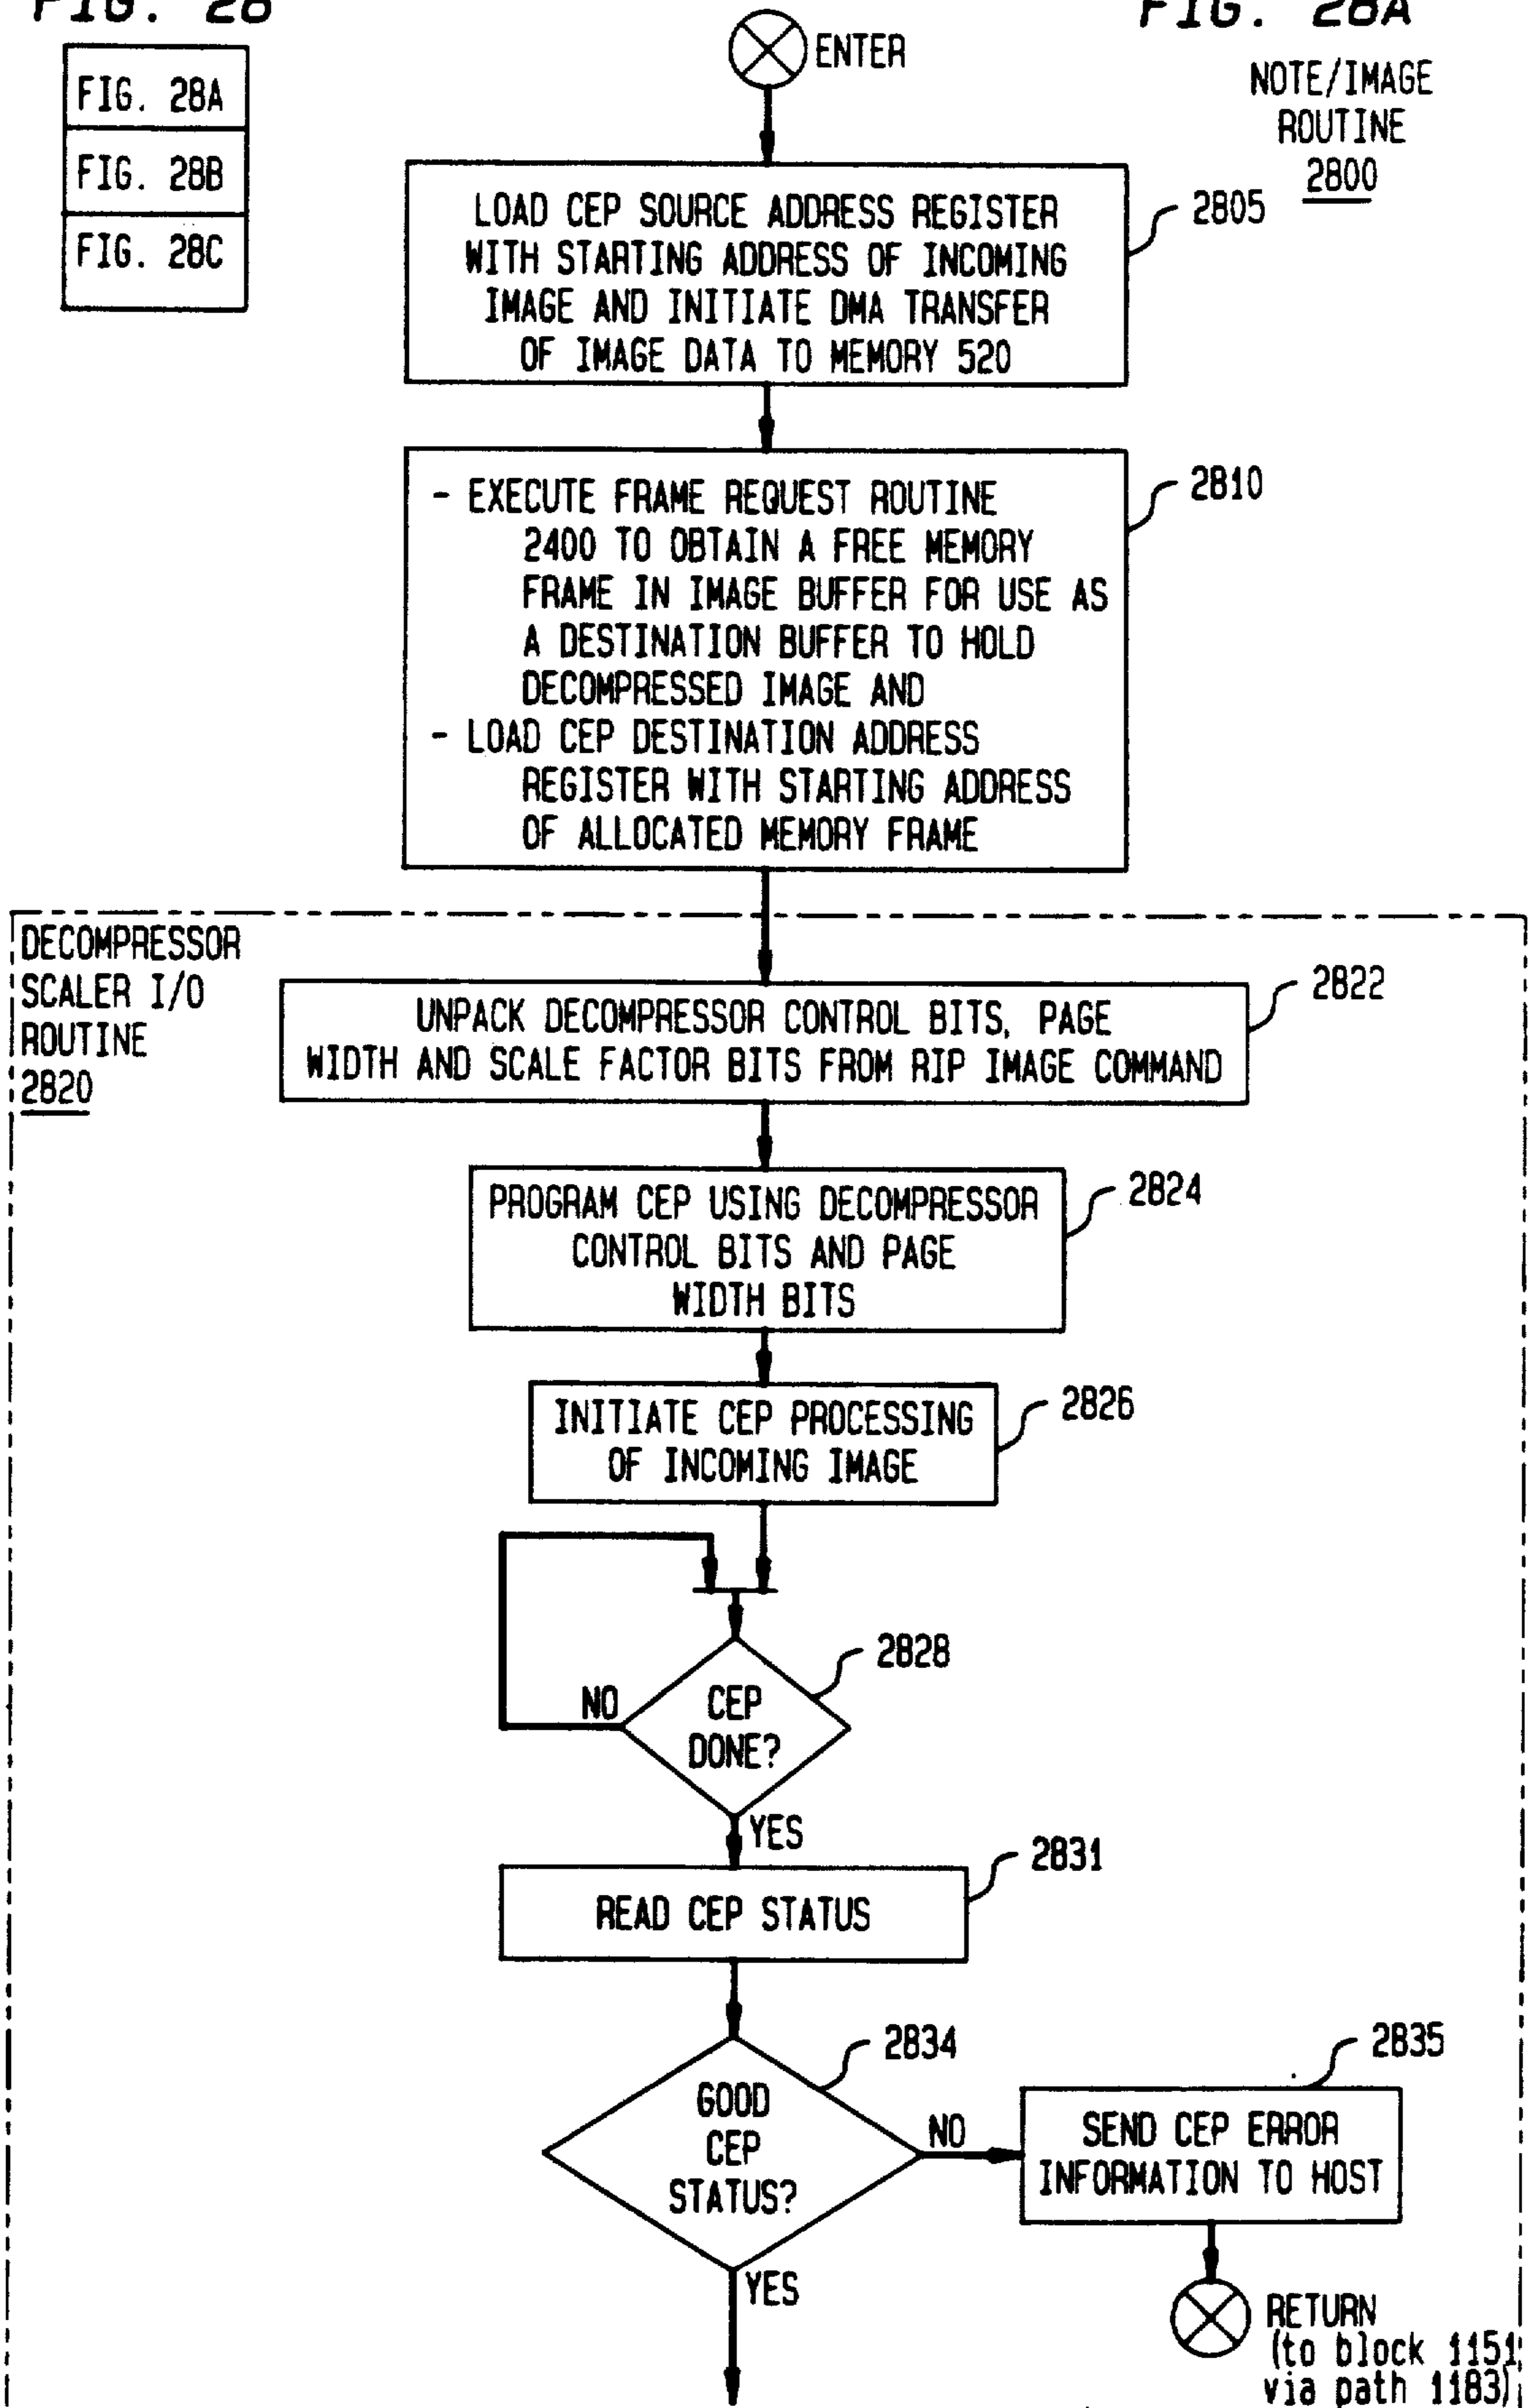 FIG. 28
FIG. 28A
FIG. 28A
FIG. 28B
FIG. 28C
ENTER
NOTE/IMAGE
ROUTINE
2800
LOAD CEP SOURCE ADDRESS REGISTER
WITH STARTING ADDRESS OF INCOMING
IMAGE AND INITIATE DMA TRANSFER
OF IMAGE DATA TO MEMORY 520
2805
- EXECUTE FRAME REQUEST ROUTINE
2400 TO OBTAIN A FREE MEMORY
FRAME IN IMAGE BUFFER FOR USE AS
A DESTINATION BUFFER TO HOLD
DECOMPRESSED IMAGE AND
- LOAD CEP DESTINATION ADDRESS
REGISTER WITH STARTING ADDRESS
OF ALLOCATED MEMORY FRAME
2810
DECOMPRESSOR
SCALER I/O
ROUTINE
2820
UNPACK DECOMPRESSOR CONTROL BITS, PAGE
WIDTH AND SCALE FACTOR BITS FROM RIP IMAGE COMMAND
2822
PROGRAM CEP USING DECOMPRESSOR
CONTROL BITS AND PAGE
WIDTH BITS
2824
INITIATE CEP PROCESSING
OF INCOMING IMAGE
2826
CEP
DONE?
2828
NO
YES
READ CEP STATUS
2831
GOOD
CEP
STATUS?
2834
NO
YES
SEND CEP ERROR
INFORMATION TO HOST
2835
RETURN
(to block 1151
via path 1183)